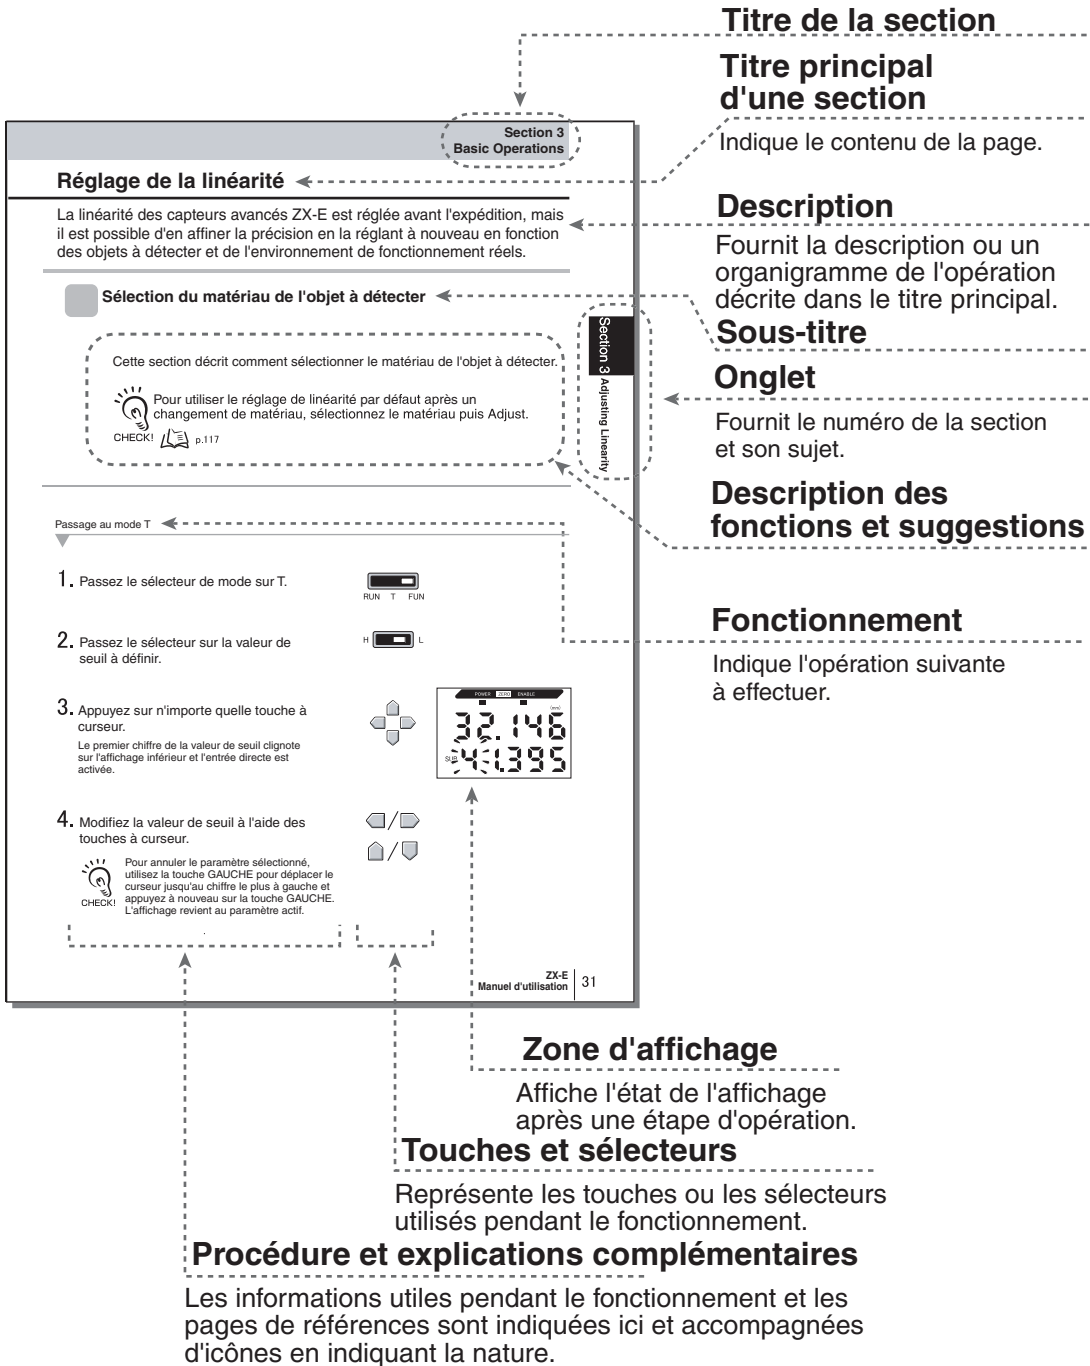 Titre de la section
Titre principal
d'une section
Indique le contenu de la page.
Section 3
Basic Operations
Réglage de la linéarité
La linéarité des capteurs avancés ZX-E est réglée avant l'expédition, mais
il est possible d'en affiner la précision en la réglant à nouveau en fonction
des objets à détecter et de l'environnement de fonctionnement réels.
Description
Fournit la description ou un
organigramme de l'opération
décrite dans le titre principal.
Sélection du matériau de l'objet à détecter
Sous-titre
Section 3 Adjusting Linearity
Onglet
Fournit le numéro de la section
et son sujet.
Cette section décrit comment sélectionner le matériau de l'objet à détecter.
Pour utiliser le réglage de linéarité par défaut après un
changement de matériau, sélectionnez le matériau puis Adjust.
CHECK! p.117
Description des
fonctions et suggestions
Passage au mode T
1. Passez le sélecteur de mode sur T.
RUN T FUN
2. Passez le sélecteur sur la valeur de
seuil à définir.
H L
Fonctionnement
Indique l'opération suivante
à effectuer.
3. Appuyez sur n'importe quelle touche à
curseur.
Le premier chiffre de la valeur de seuil clignote
sur l'affichage inférieur et l'entrée directe est
activée.
POWER ZERO ENABLE
(mm)
32.146
SUB 41.395
4. Modifiez la valeur de seuil à l'aide des
touches à curseur.
/
/
Pour annuler le paramètre sélectionné,
utilisez la touche GAUCHE pour déplacer le
curseur jusqu'au chiffre le plus à gauche et
appuyez à nouveau sur la touche GAUCHE.
L'affichage revient au paramètre actif.
CHECK!
ZX-E
Manuel d'utilisation
31
Zone d'affichage
Affiche l'état de l'affichage
après une étape d'opération.
Touches et sélecteurs
Représente les touches ou les sélecteurs
utilisés pendant le fonctionnement.
Procédure et explications complémentaires
Les informations utiles pendant le fonctionnement et les
pages de références sont indiquées ici et accompagnées
d'icônes en indiquant la nature.